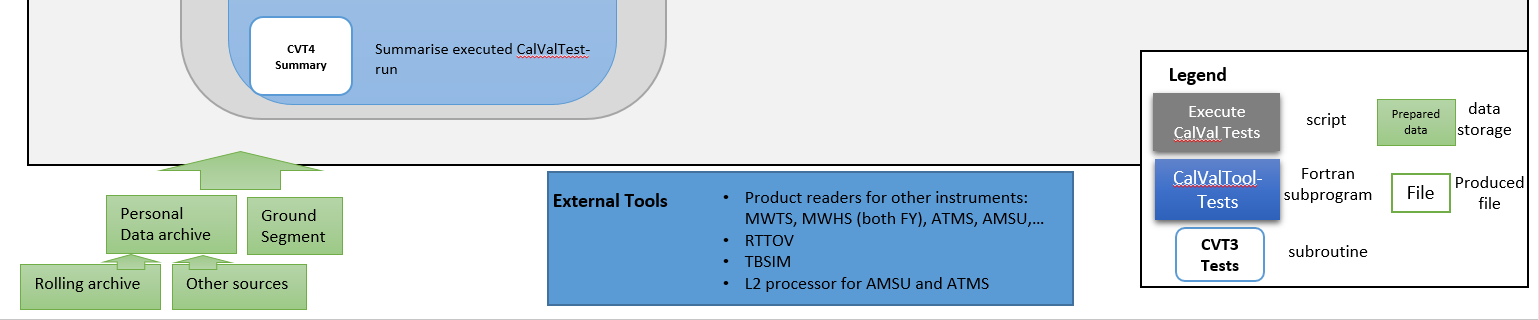 CVT4
Summary
Summarise executed CalValTest-
run
Legend
Execute
CalVal Tests
script
Prepared
data
data
storage
CalValTool-
Tests
Fortran
subprogram
File
Produced
file
CVT3
Tests
subroutine
Personal
Data archive
Ground
Segment
Rolling archive
Other sources
External Tools
• Product readers for other instruments:
MWTS, MWHS (both FY), ATMS, AMSU,...
• RTTOV
• TBSIM
• L2 processor for AMSU and ATMS